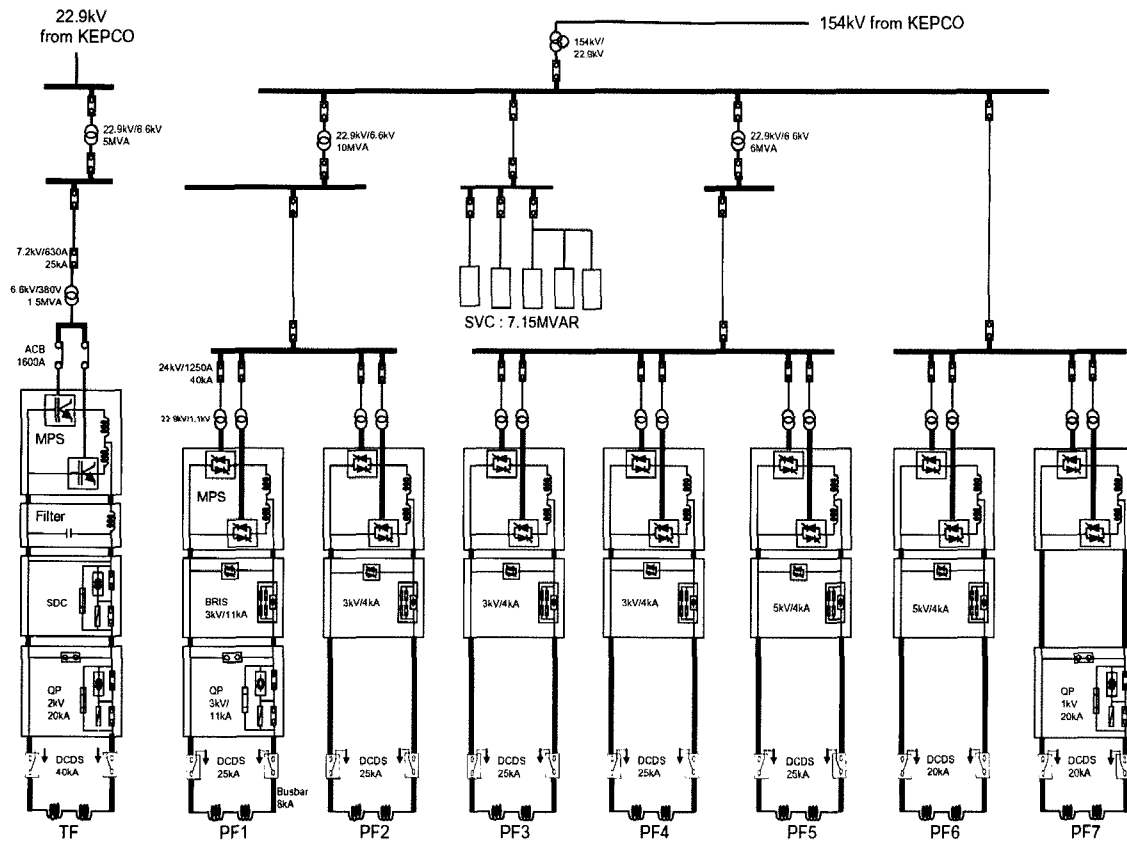 22.9kV
from KEPCO
154kV from KEPCO
154kV/
22.9kV
22.9kV/6.6kV
5MVA
22.9kV/6.6kV
10MVA
22.9kV/6.6kV
6MVA
7.2kV/630A
25kA
6.6kV/380V
1.5MVA
SVC : 7.15MVAR
ACB
1600A
24kV/1250A
40kA
22.9kV/1.1kV
MPS
MPS
Filter
SDC
BRIS
3kV/11kA
3kV/4kA
3kV/4kA
3kV/4kA
5kV/4kA
5kV/4kA
QP
2kV
20kA
QP
3kV/
11kA
QP
1kV
20kA
DCDS
40kA
DCDS
25kA
DCDS
25kA
DCDS
25kA
DCDS
25kA
DCDS
25kA
DCDS
20kA
DCDS
20kA
Busbar
8kA
TF
PF1
PF2
PF3
PF4
PF5
PF6
PF7